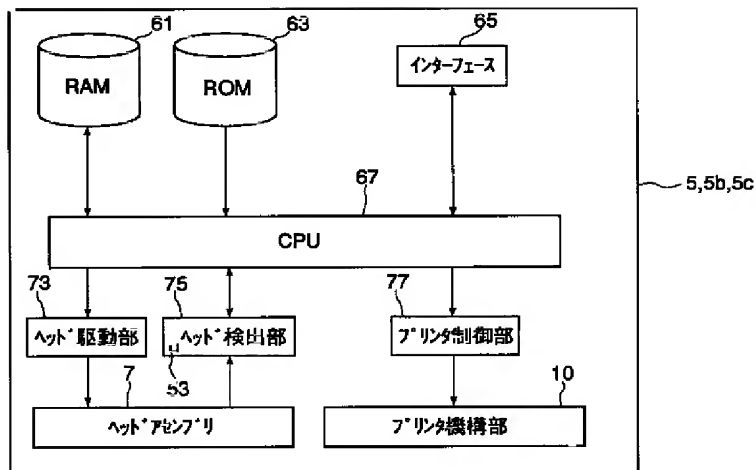 61
63
65
RAM
ROM
インターフェース
5,5b,5c
67
CPU
73
75
77
ヘッド駆動部
ヘッド検出部
プリンタ制御部
53
7
10
ヘッドアセンブリ
プリンタ機構部